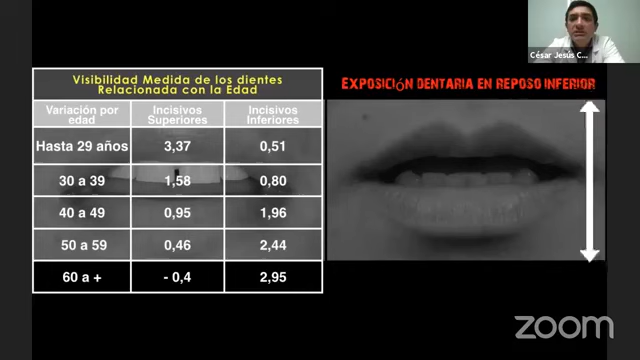 César Jesús C...
Visibilidad Medida de los dientes
Relacionada con la Edad
Variación por edad Incisivos Superiores Incisivos Inferiores
Hasta 29 años 3,37 0,51
30 a 39 1,58 0,80
40 a 49 0,95 1,96
50 a 59 0,46 2,44
60 a + - 0,4 2,95
EXPOSICIÓN DENTARIA EN REPOSO INFERIOR
zoom